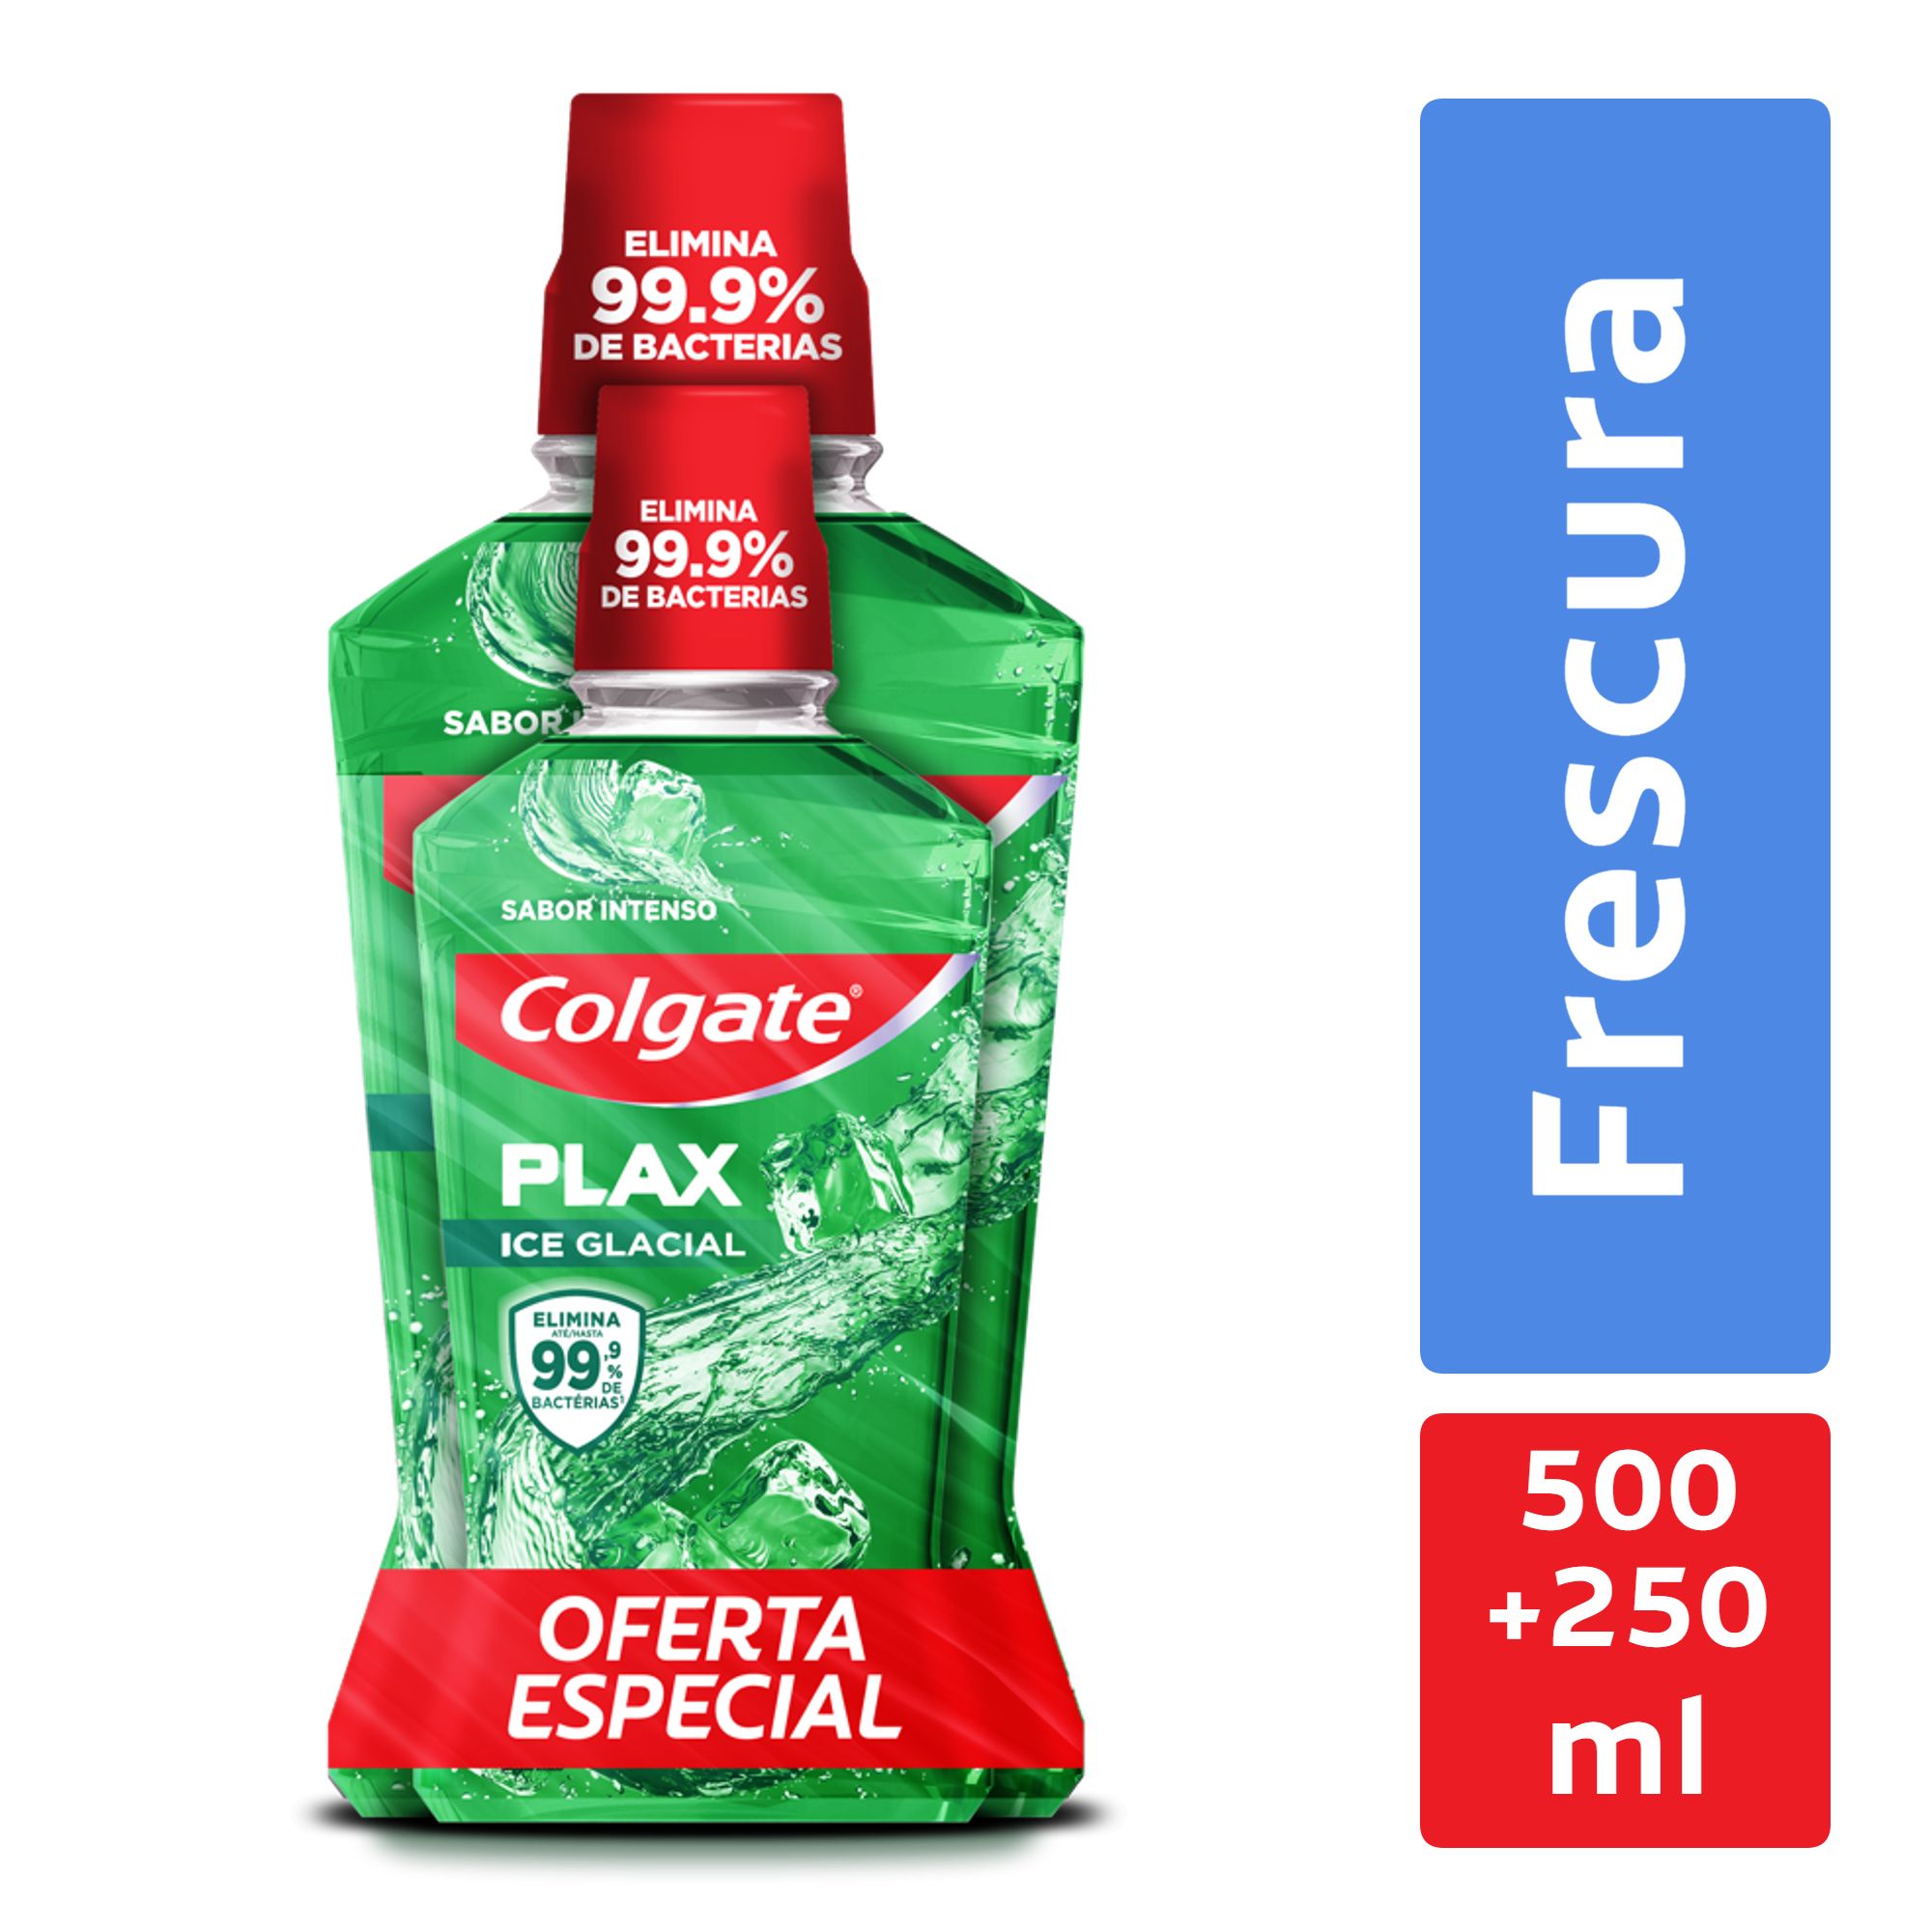 ELIMINA
99.9%
DE BACTERIAS
ELIMINA
99.9%
DE BACTERIAS
SABOR
SABOR INTENSO
Colgate®
PLAX
ICE GLACIAL
ELIMINA
ATÉ/HASTA
99,9
%
DE
BACTÉRIAS¹
OFERTA
ESPECIAL
Frescura
500
+250
ml